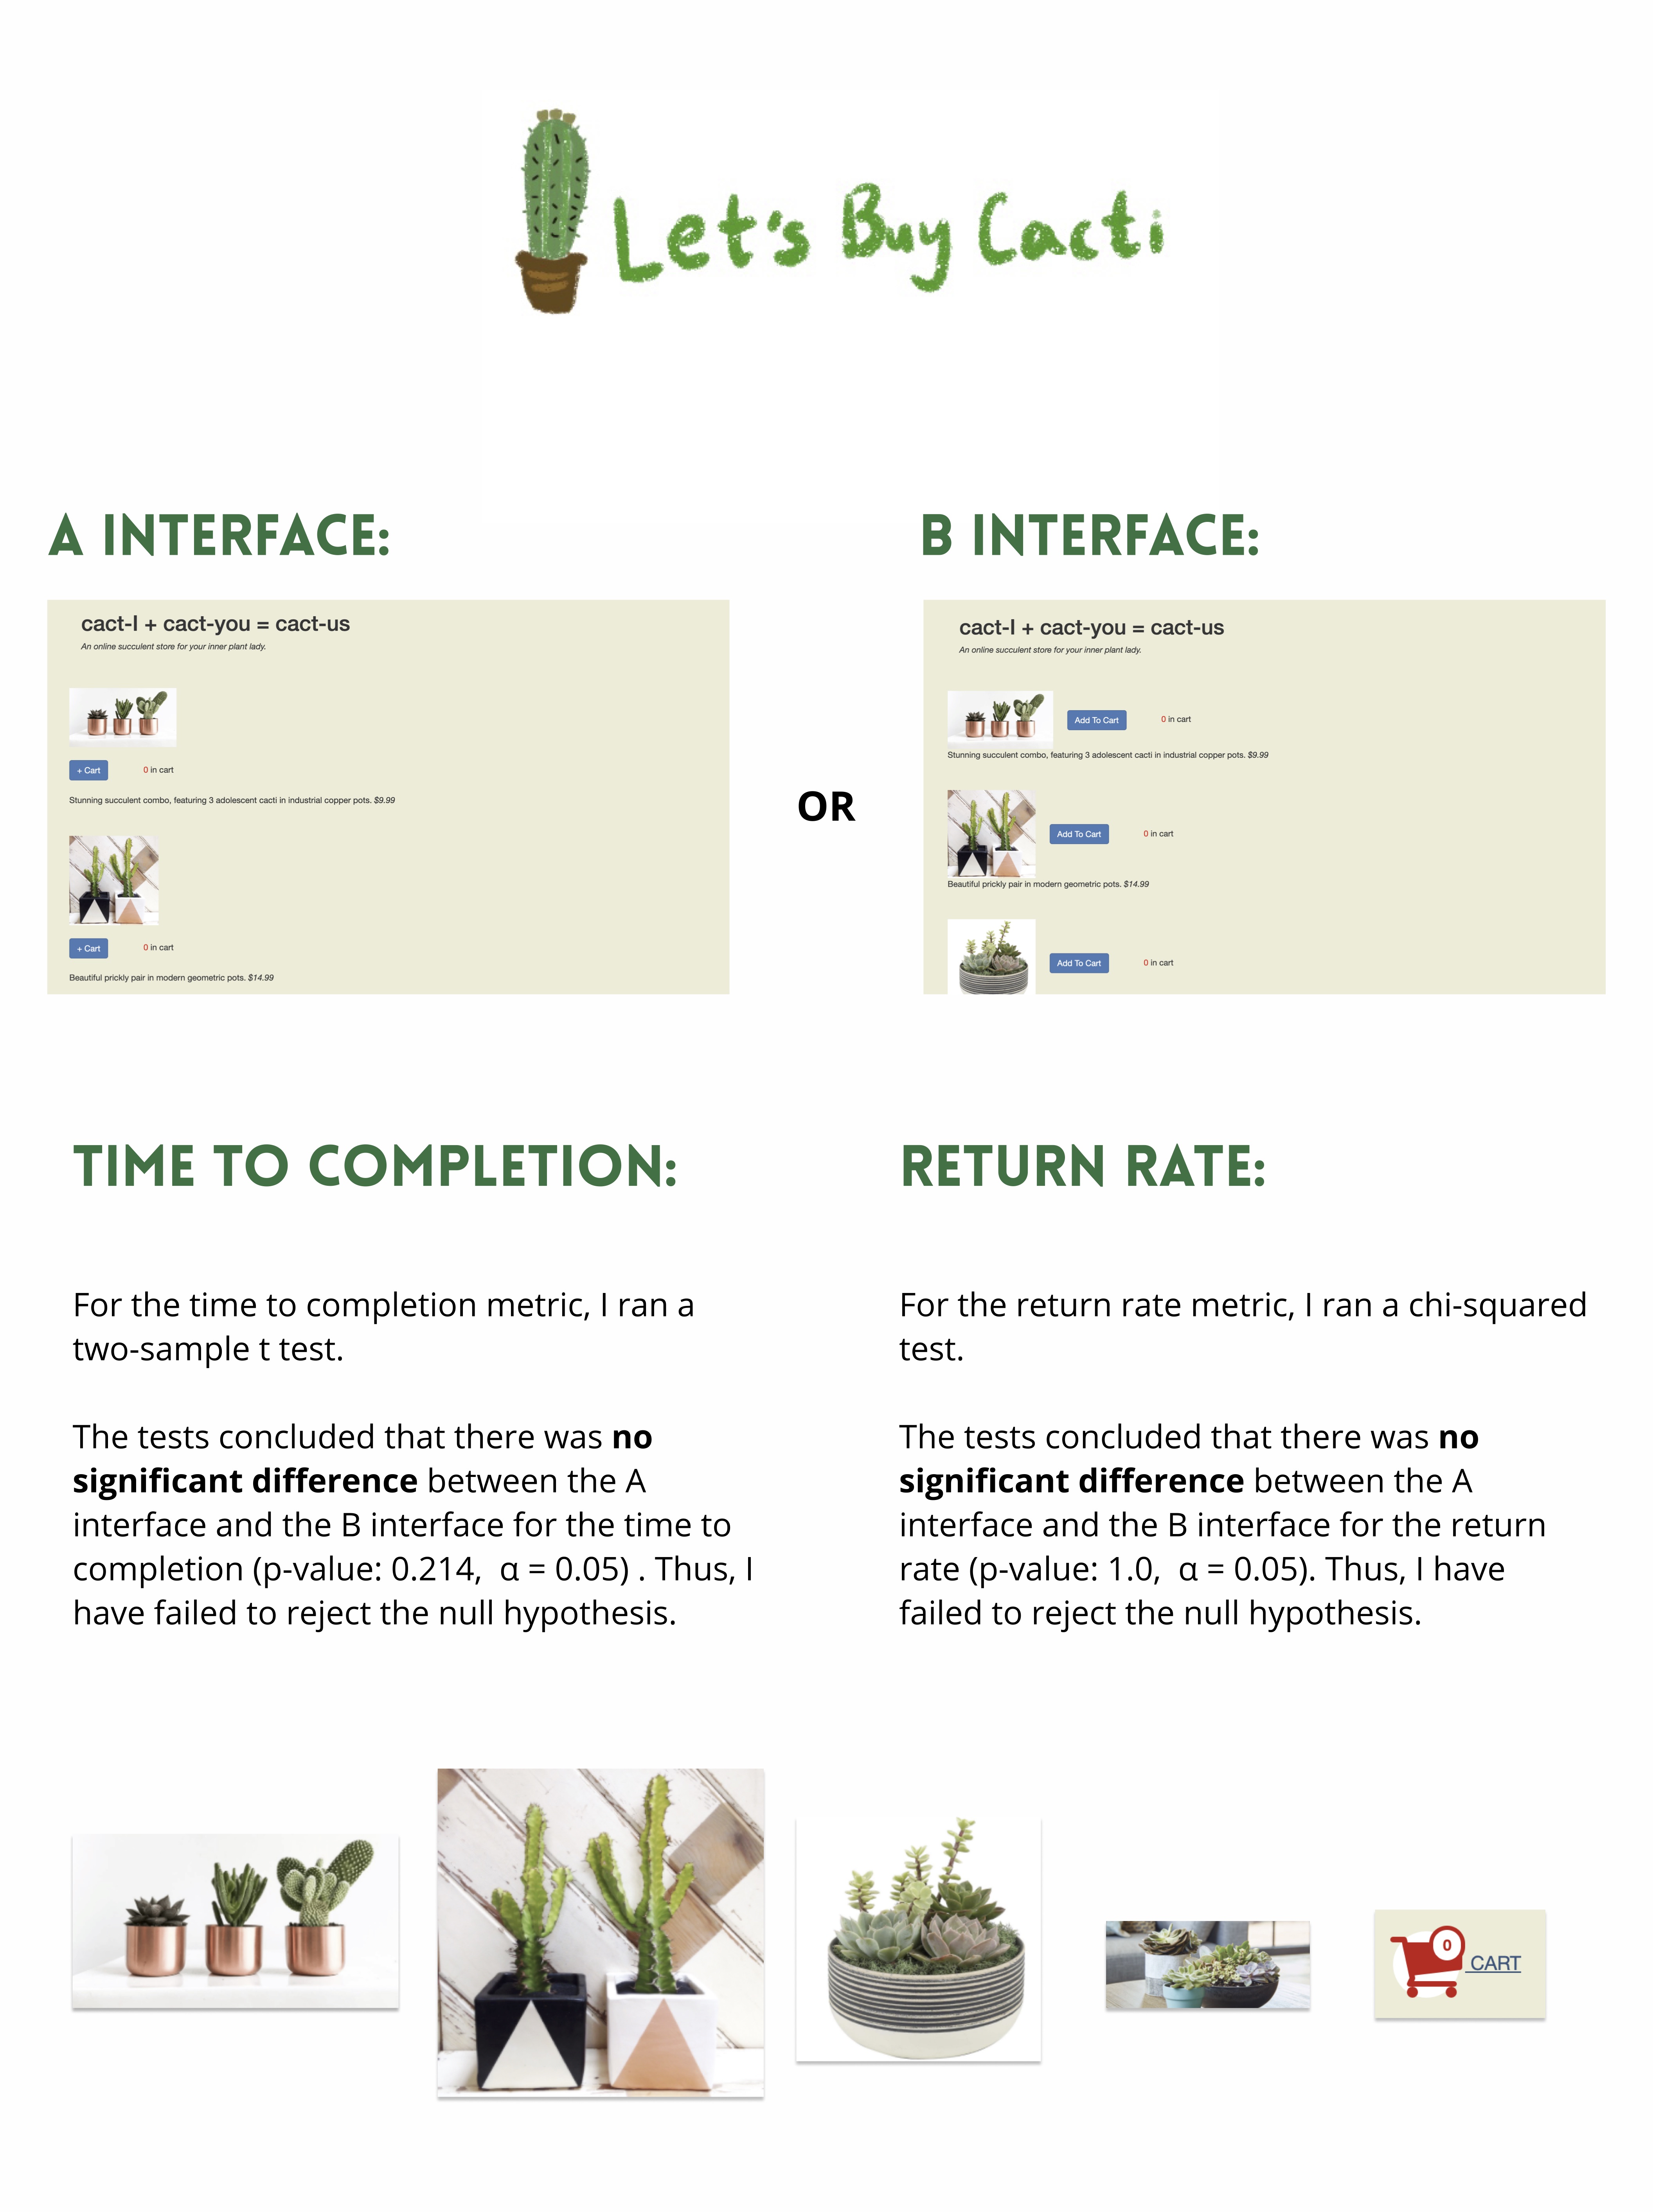 Let's Buy Cacti
A INTERFACE:
B INTERFACE:
cact-I + cact-you = cact-us
An online succulent store for your inner plant lady.
+ Cart
0 in cart
Stunning succulent combo, featuring 3 adolescent cacti in industrial copper pots. $9.99
+ Cart
0 in cart
Beautiful prickly pair in modern geometric pots. $14.99
OR
cact-I + cact-you = cact-us
An online succulent store for your inner plant lady.
Add To Cart
0 in cart
Stunning succulent combo, featuring 3 adolescent cacti in industrial copper pots. $9.99
Add To Cart
0 in cart
Beautiful prickly pair in modern geometric pots. $14.99
Add To Cart
0 in cart
TIME TO COMPLETION:
For the time to completion metric, I ran a
two-sample t test.
The tests concluded that there was no
significant difference between the A
interface and the B interface for the time to
completion (p-value: 0.214,  α = 0.05) . Thus, I
have failed to reject the null hypothesis.
RETURN RATE:
For the return rate metric, I ran a chi-squared
test.
The tests concluded that there was no
significant difference between the A
interface and the B interface for the return
rate (p-value: 1.0,  α = 0.05). Thus, I have
failed to reject the null hypothesis.
0
CART